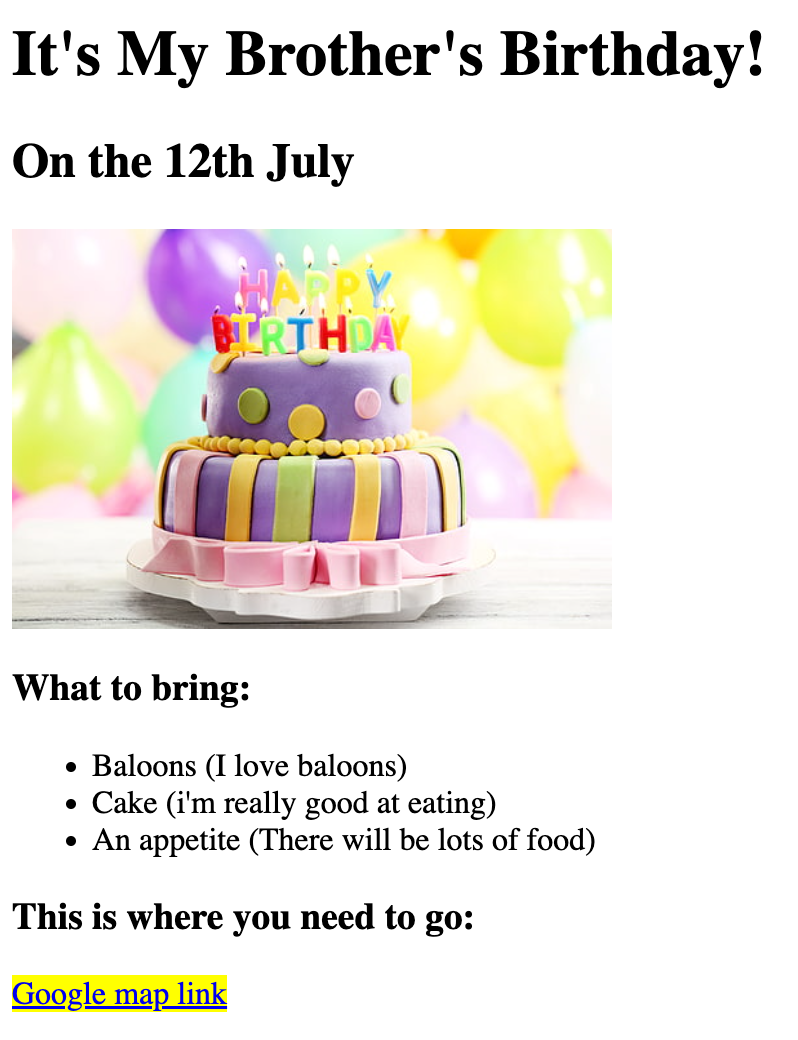 It's My Brother's Birthday!
On the 12th July
HAPPY
BIRTHDAY
What to bring:
Baloons (I love baloons)
Cake (i'm really good at eating)
An appetite (There will be lots of food)
This is where you need to go:
Google map link